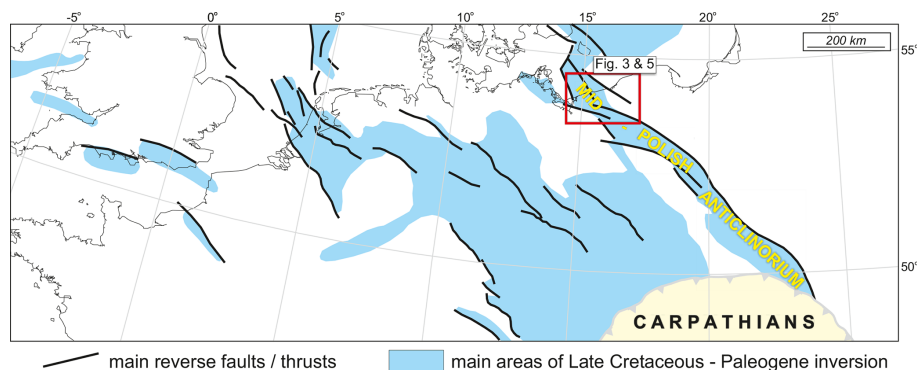 -5° 0° 5° 10° 15° 20° 25°
200 km
55°
Fig. 3 & 5
MID - POLISH ANTICLINORIUM
50°
CARPATHIANS
main reverse faults / thrusts main areas of Late Cretaceous - Paleogene inversion